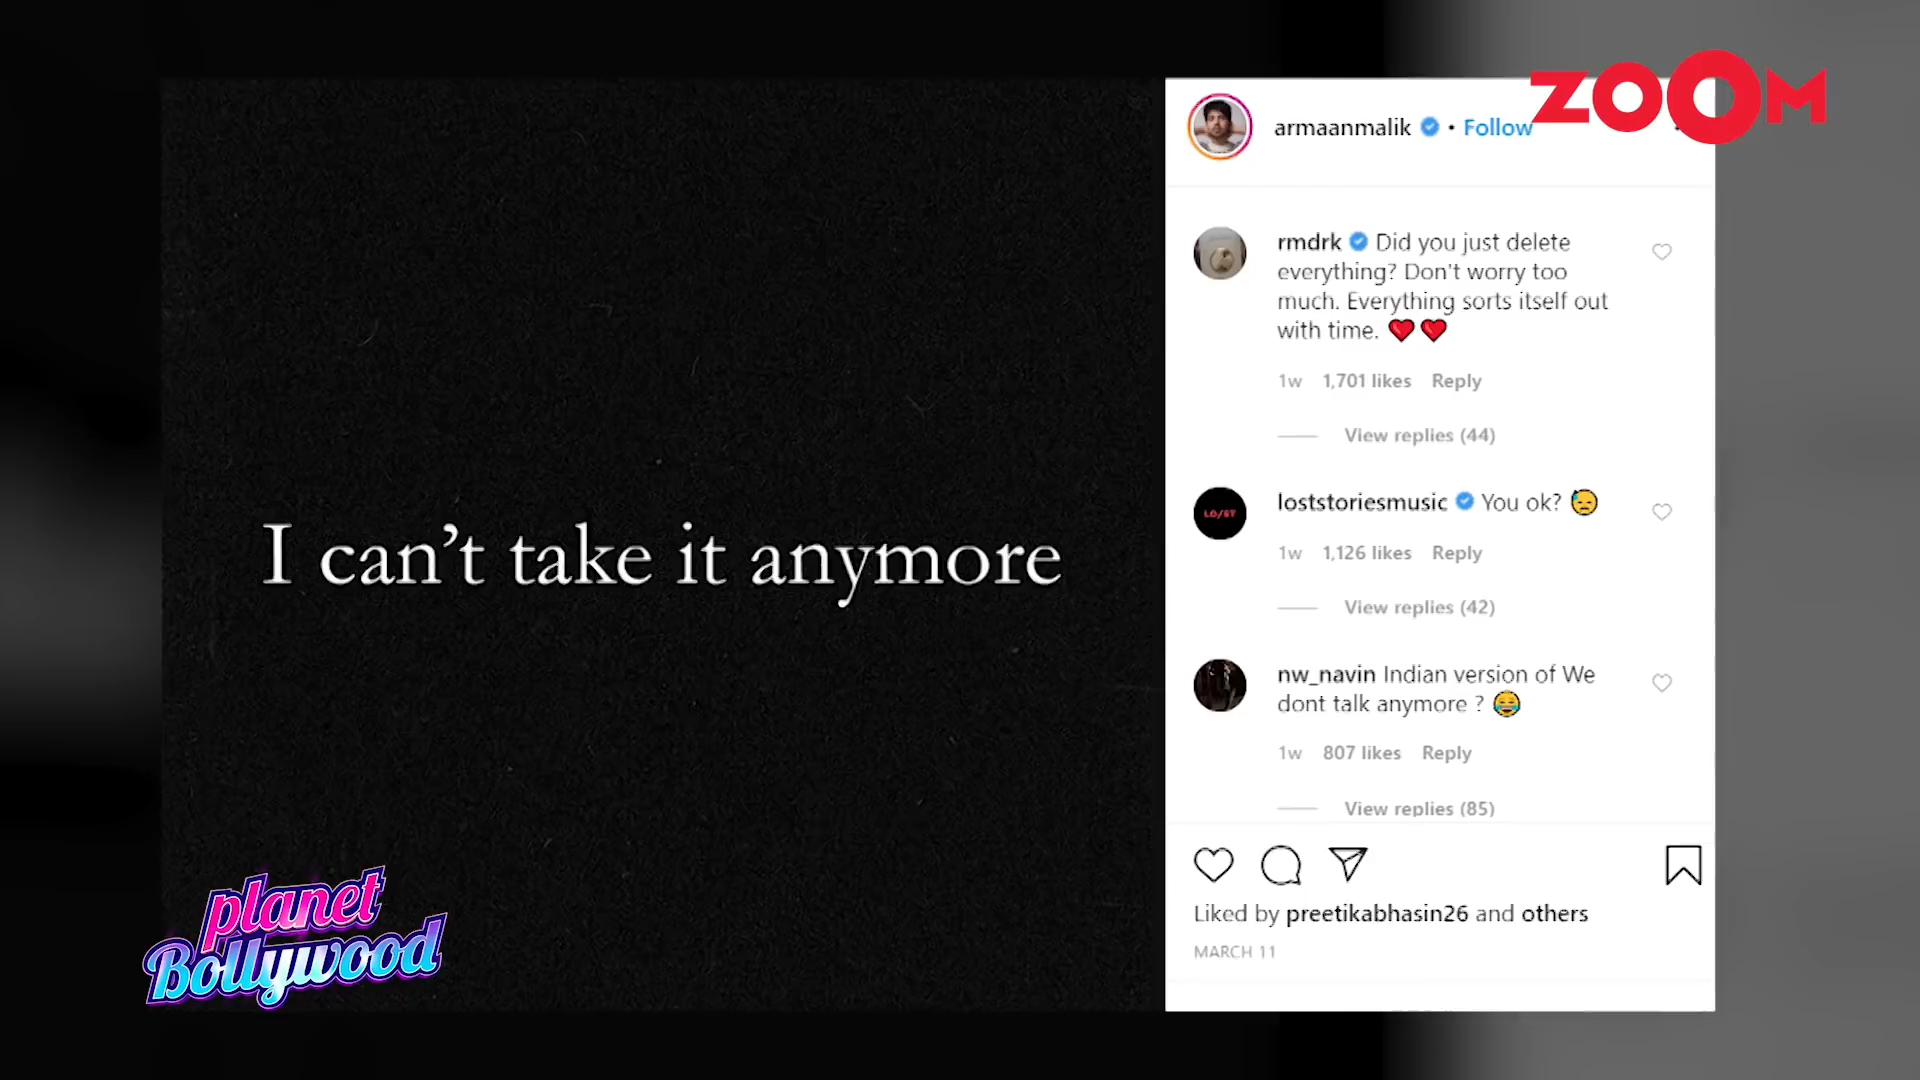 ZOOM
armaanmalik • Follow
rmdrk Did you just delete
everything? Don't worry too
much. Everything sorts itself out
with time. ❤️❤️
1w 1,701 likes Reply
View replies (44)
LO/ST
loststoriesmusic You ok? 😓
1w 1,126 likes Reply
View replies (42)
I can't take it anymore
nw_navin Indian version of We
dont talk anymore ? 😂
1w 807 likes Reply
View replies (85)
Liked by preetikabhasin26 and others
MARCH 11
planet
Bollywood